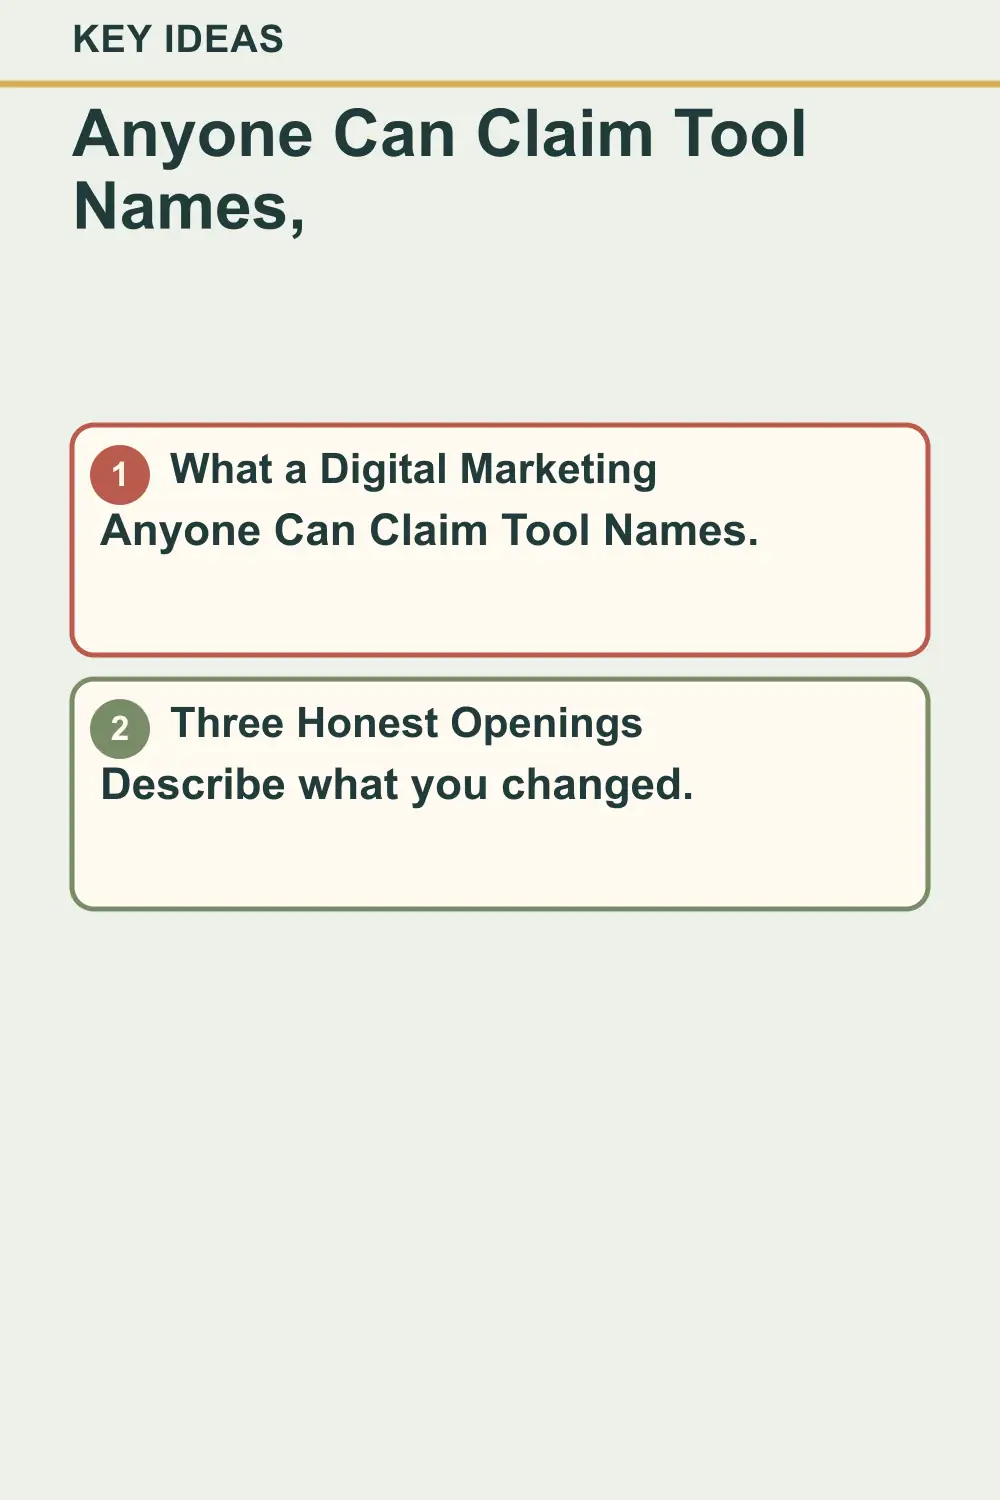 KEY IDEAS
Anyone Can Claim Tool
Names,
1 What a Digital Marketing
Anyone Can Claim Tool Names.
2 Three Honest Openings
Describe what you changed.